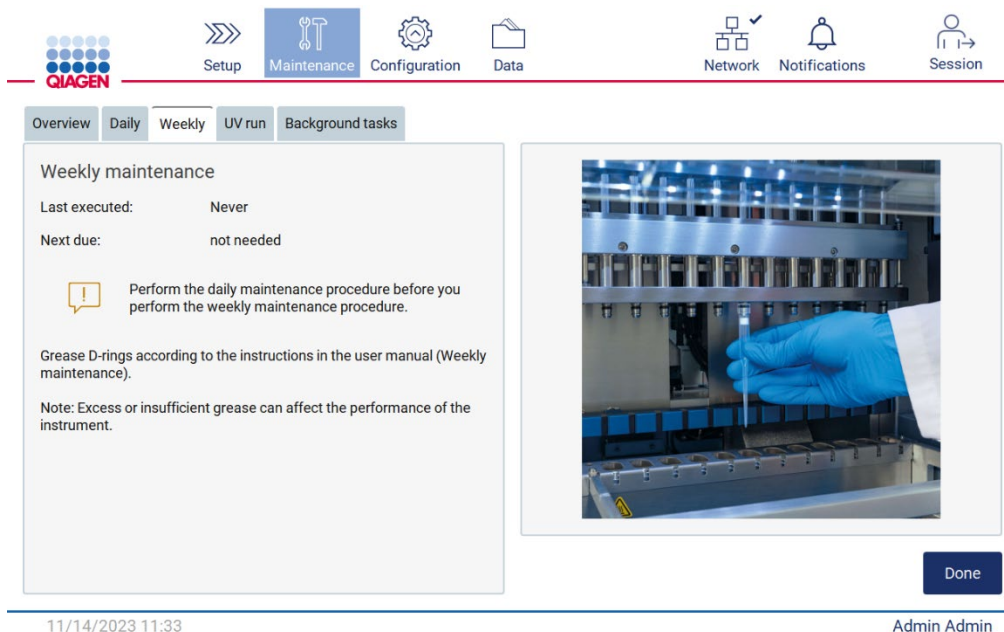 QIAGEN
Setup
Maintenance
Configuration
Data
Network
Notifications
Session
Overview
Daily
Weekly
UV run
Background tasks
Weekly maintenance
Last executed: Never
Next due: not needed
! Perform the daily maintenance procedure before you
perform the weekly maintenance procedure.
Grease D-rings according to the instructions in the user manual (Weekly
maintenance).
Note: Excess or insufficient grease can affect the performance of the
instrument.
Done
11/14/2023 11:33
Admin Admin